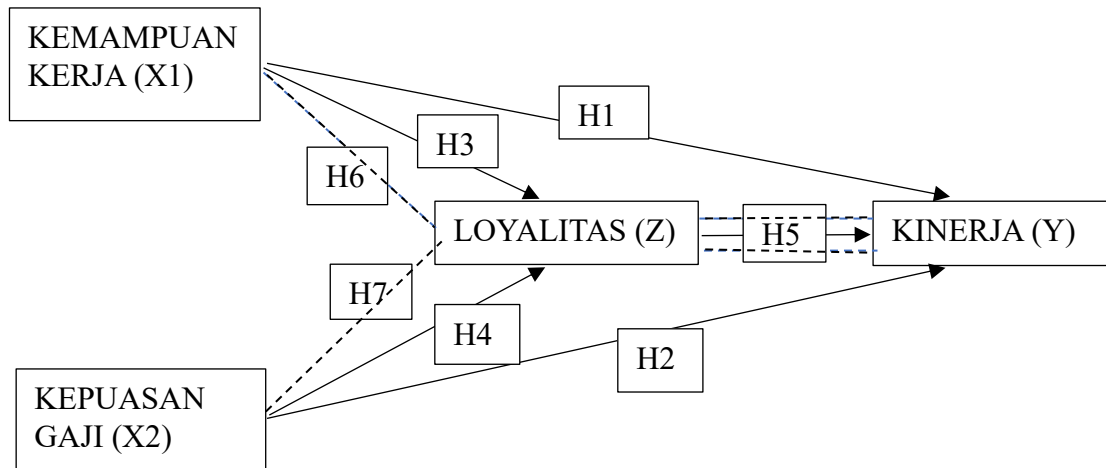 KEMAMPUAN
KERJA (X1)
H1
H3
H6
LOYALITAS (Z)
H5
KINERJA (Y)
H7
H4
H2
KEPUASAN
GAJI (X2)